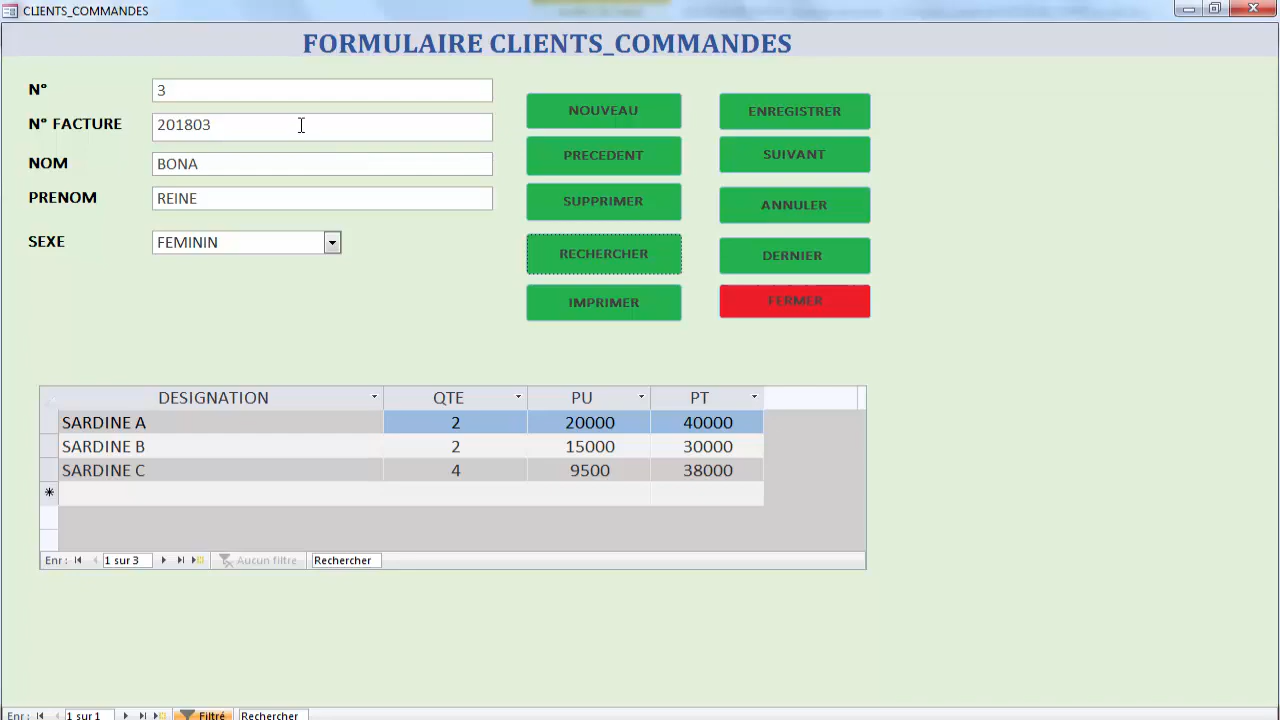 CLIENTS_COMMANDES
FORMULAIRE CLIENTS_COMMANDES
N° 3
N° FACTURE 201803
NOM BONA
PRENOM REINE
SEXE FEMININ
NOUVEAU ENREGISTRER
PRECEDENT SUIVANT
SUPPRIMER ANNULER
RECHERCHER DERNIER
IMPRIMER FERMER
DESIGNATION QTE PU PT
SARDINE A 2 20000 40000
SARDINE B 2 15000 30000
SARDINE C 4 9500 38000
Enr : 1 sur 3 Aucun filtre Rechercher
Enr : 1 sur 1 Filtré Rechercher